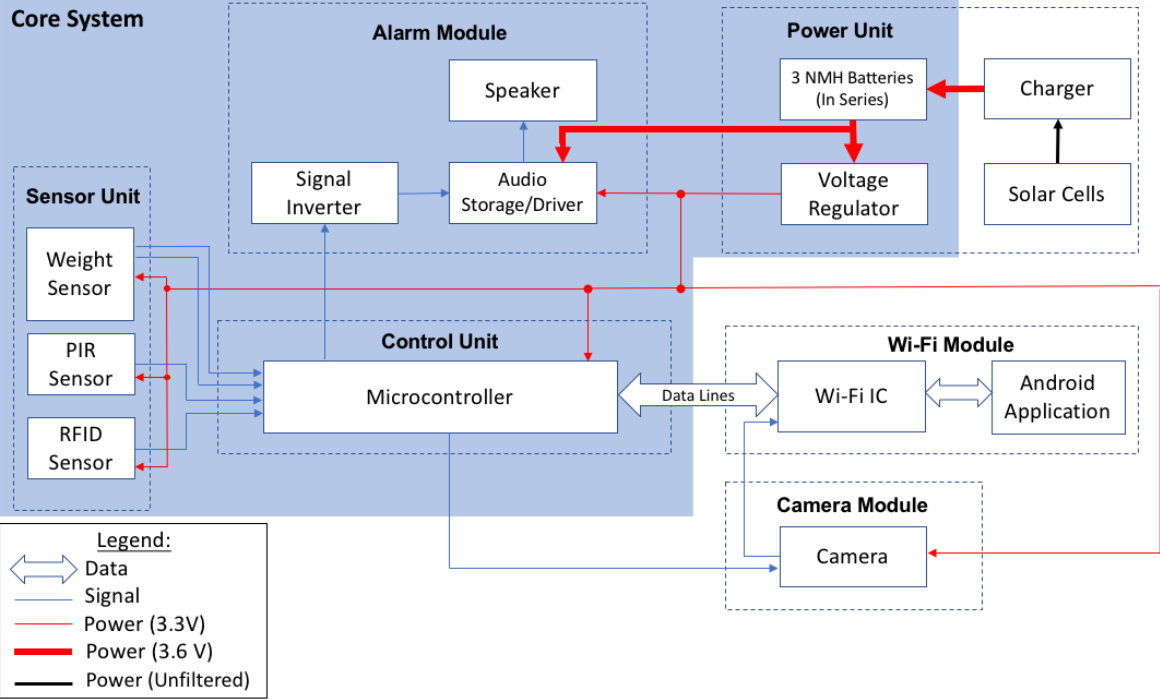 Core System
Alarm Module
Power Unit
Speaker
3 NMH Batteries
(In Series)
Charger
Signal
Inverter
Audio
Storage/Driver
Voltage
Regulator
Solar Cells
Sensor Unit
Weight
Sensor
PIR
Sensor
RFID
Sensor
Control Unit
Microcontroller
Data Lines
Wi-Fi Module
Wi-Fi IC
Android
Application
Camera Module
Camera
Legend:
Data
Signal
Power (3.3V)
Power (3.6 V)
Power (Unfiltered)